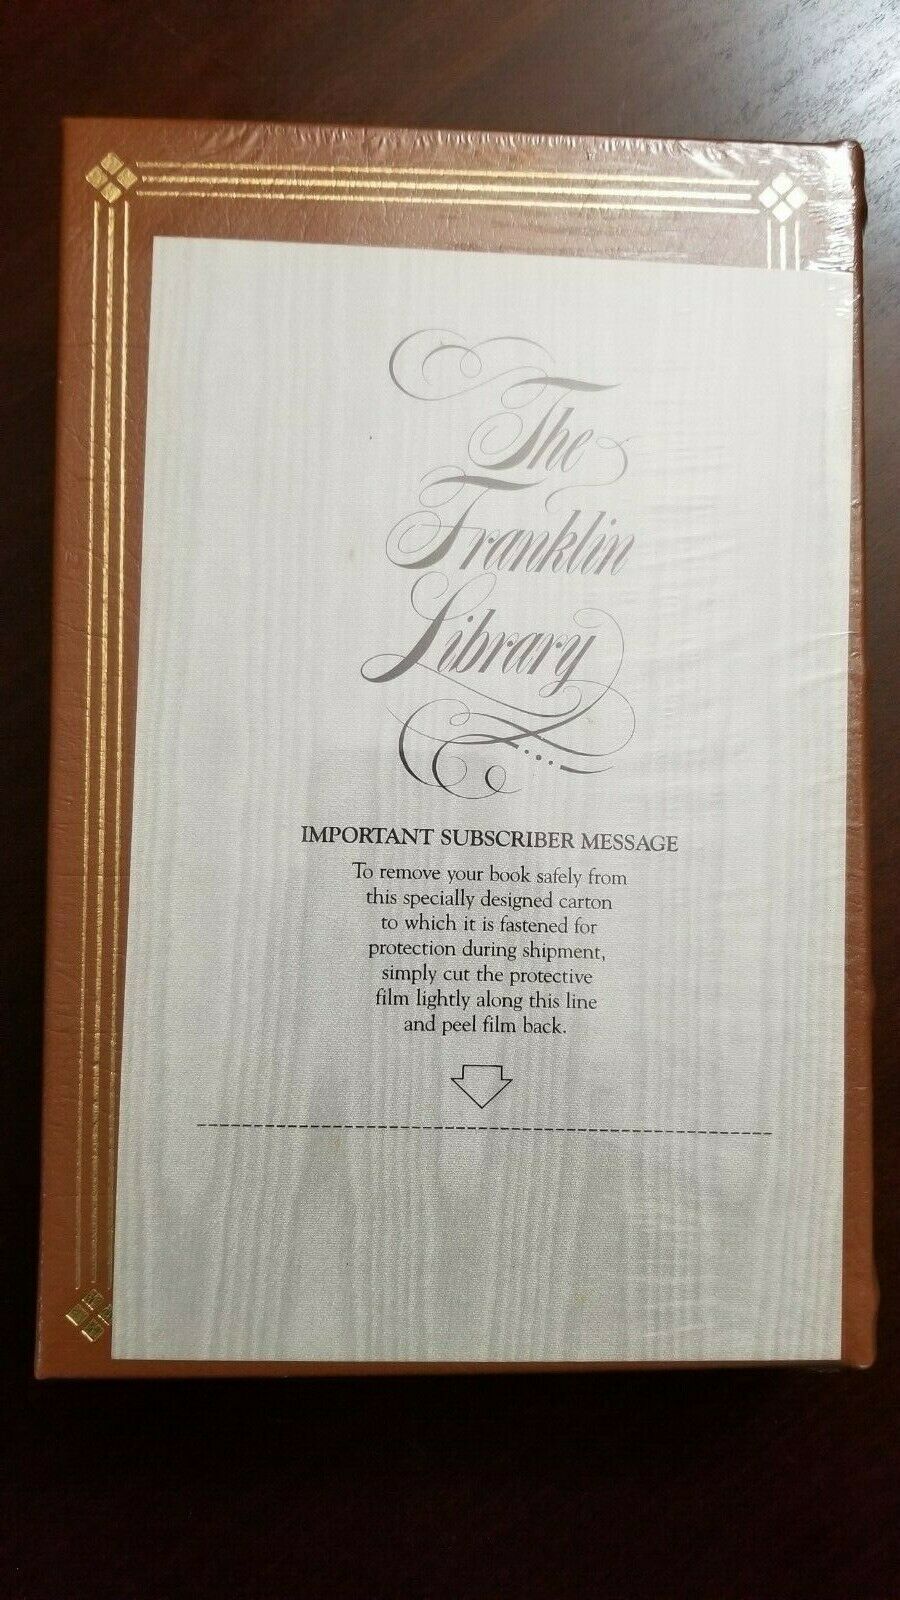 The
Franklin
Library
IMPORTANT SUBSCRIBER MESSAGE
To remove your book safely from
this specially designed carton
to which it is fastened for
protection during shipment,
simply cut the protective
film lightly along this line
and peel film back.